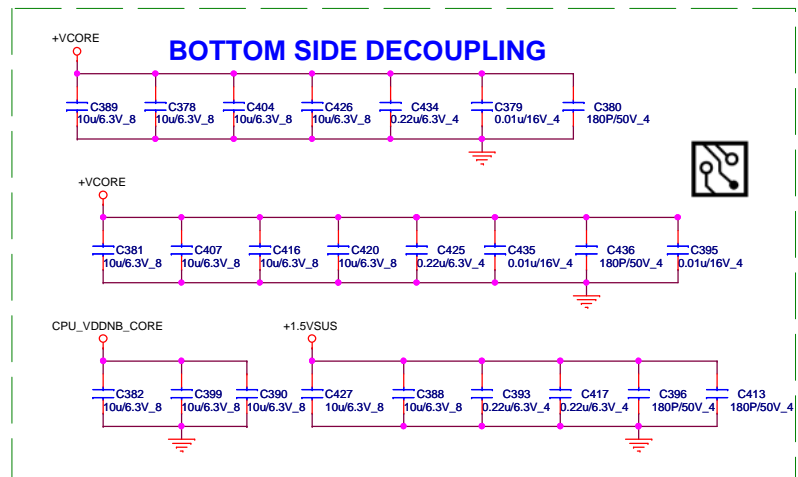 +VCORE
BOTTOM SIDE DECOUPLING
C389 C378 C404 C426 C434 C379 C380
10u/6.3V_8 10u/6.3V_8 10u/6.3V_8 10u/6.3V_8 0.22u/6.3V_4 0.01u/16V_4 180P/50V_4
+VCORE
C381 C407 C416 C420 C425 C435 C436 C395
10u/6.3V_8 10u/6.3V_8 10u/6.3V_8 10u/6.3V_8 0.22u/6.3V_4 0.01u/16V_4 180P/50V_4 0.01u/16V_4
CPU_VDDNB_CORE +1.5VSUS
C382 C399 C390 C427 C388 C393 C417 C396 C413
10u/6.3V_8 10u/6.3V_8 10u/6.3V_8 10u/6.3V_8 10u/6.3V_8 0.22u/6.3V_4 0.22u/6.3V_4 180P/50V_4 180P/50V_4